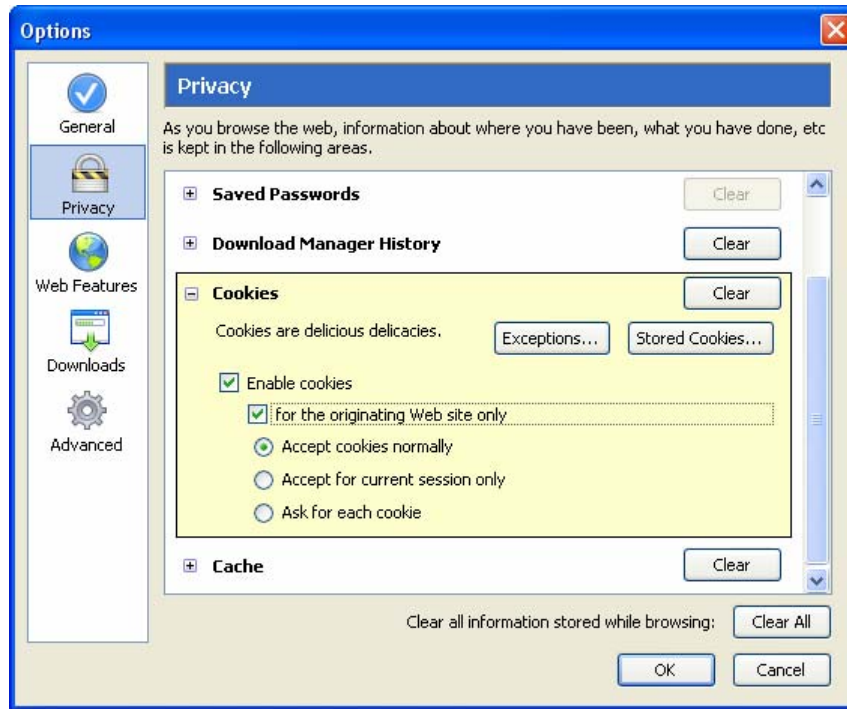 Options
General
Privacy
Web Features
Downloads
Advanced
Privacy
As you browse the web, information about where you have been, what you have done, etc
is kept in the following areas.
Saved Passwords Clear
Download Manager History Clear
Cookies Clear
Cookies are delicious delicacies. Exceptions... Stored Cookies...
Enable cookies
for the originating Web site only
Accept cookies normally
Accept for current session only
Ask for each cookie
Cache Clear
Clear all information stored while browsing: Clear All
OK Cancel